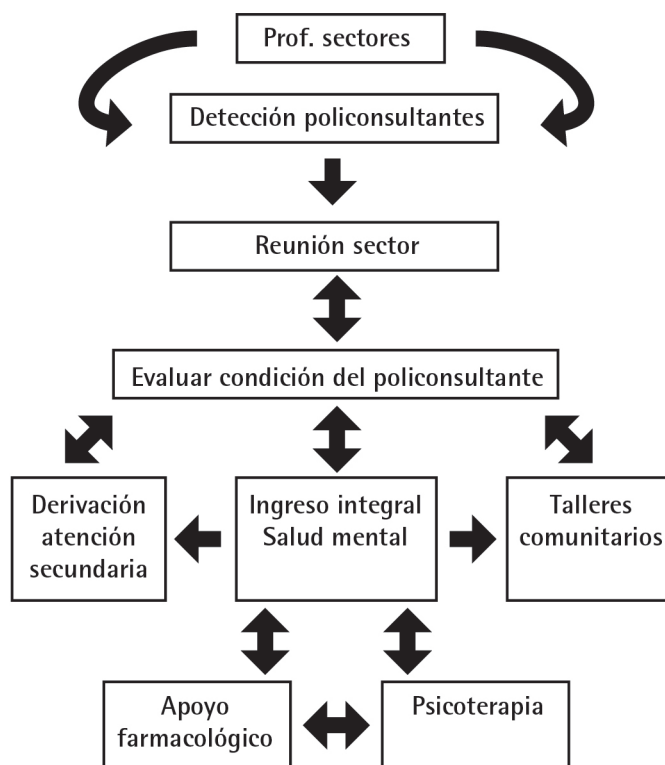 Prof. sectores
Detección policonsultantes
Reunión sector
Evaluar condición del policonsultante
Derivación
atención
secundaria
Ingreso integral
Salud mental
Talleres
comunitarios
Apoyo
farmacológico
Psicoterapia